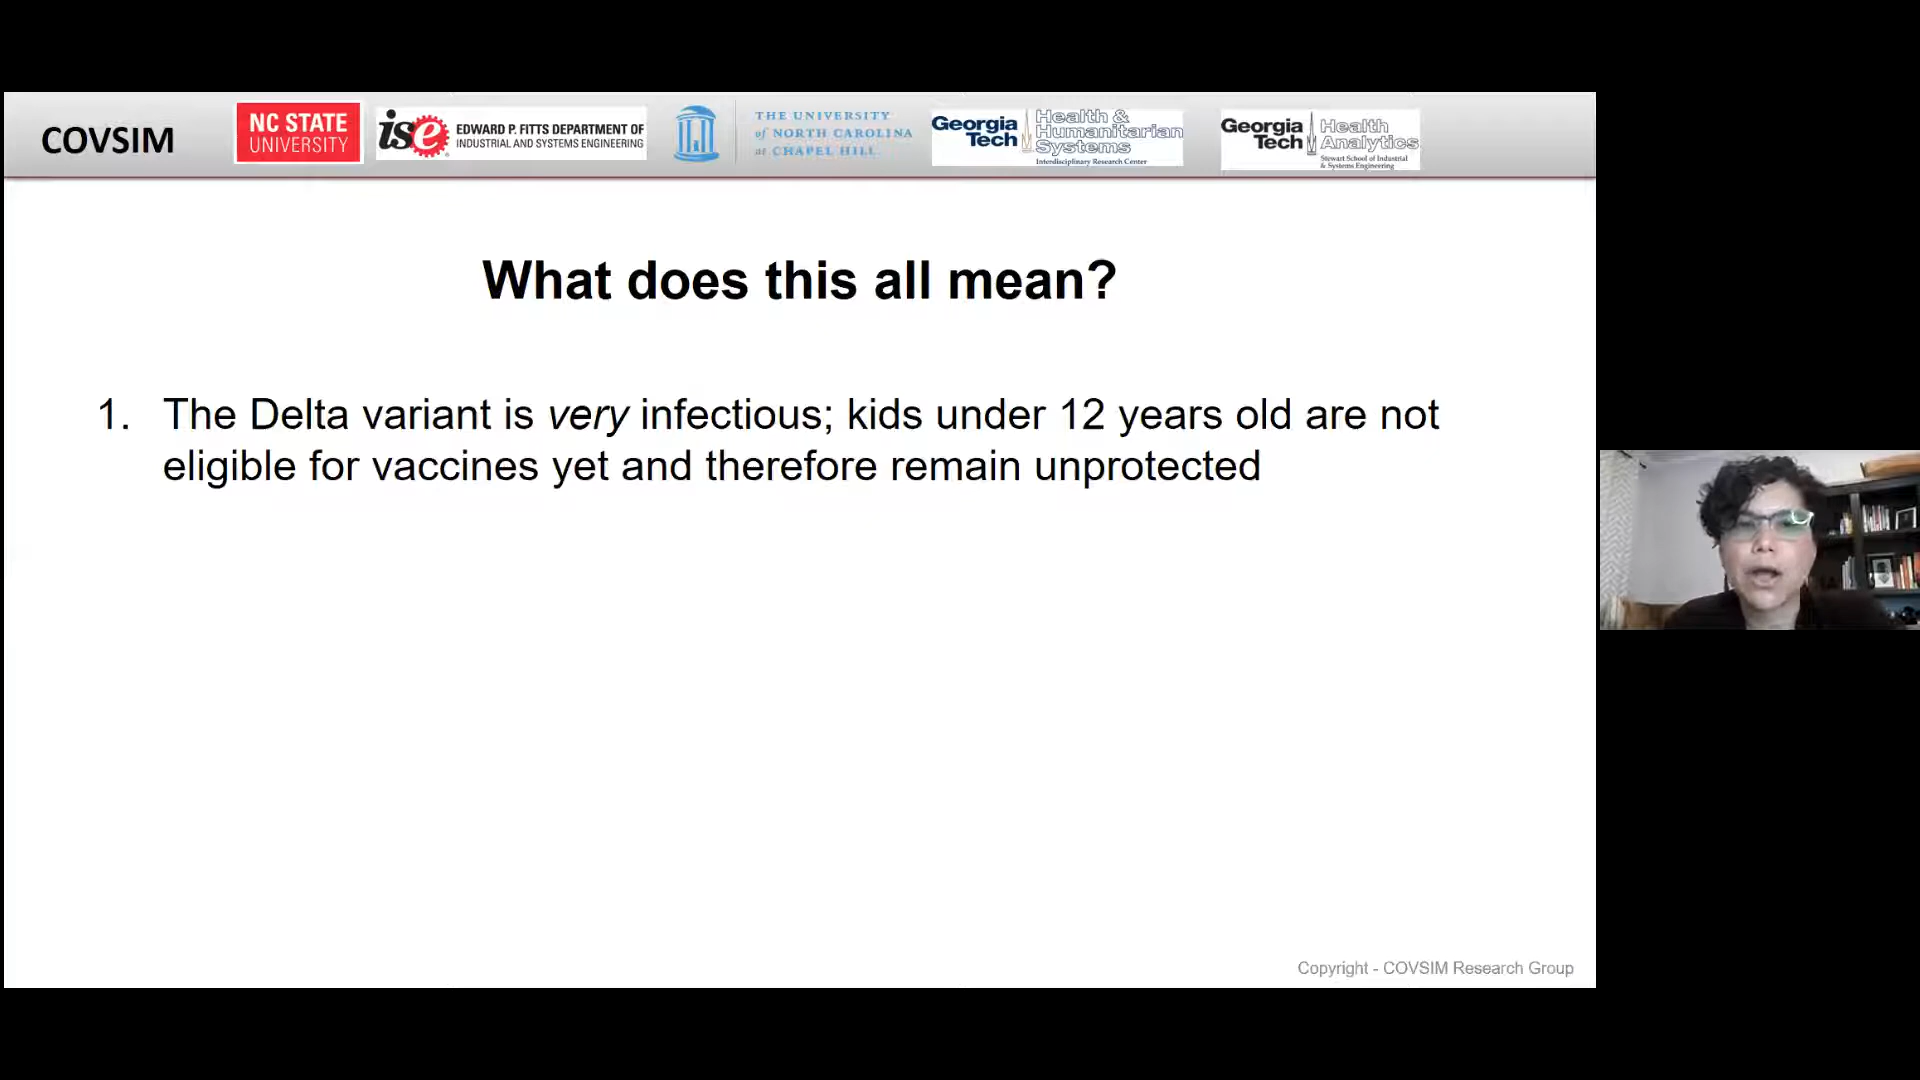 COVSIM
NC STATE
UNIVERSITY
ise
EDWARD P. FITTS DEPARTMENT OF
INDUSTRIAL AND SYSTEMS ENGINEERING
THE UNIVERSITY
of NORTH CAROLINA
at CHAPEL HILL
Georgia
Tech
Health &
Humanitarian
Systems
Interdisciplinary Research Center
Georgia
Tech
Health
Analytics
Stewart School of Industrial
& Systems Engineering
What does this all mean?
1. The Delta variant is very infectious; kids under 12 years old are not
eligible for vaccines yet and therefore remain unprotected
Copyright - COVSIM Research Group